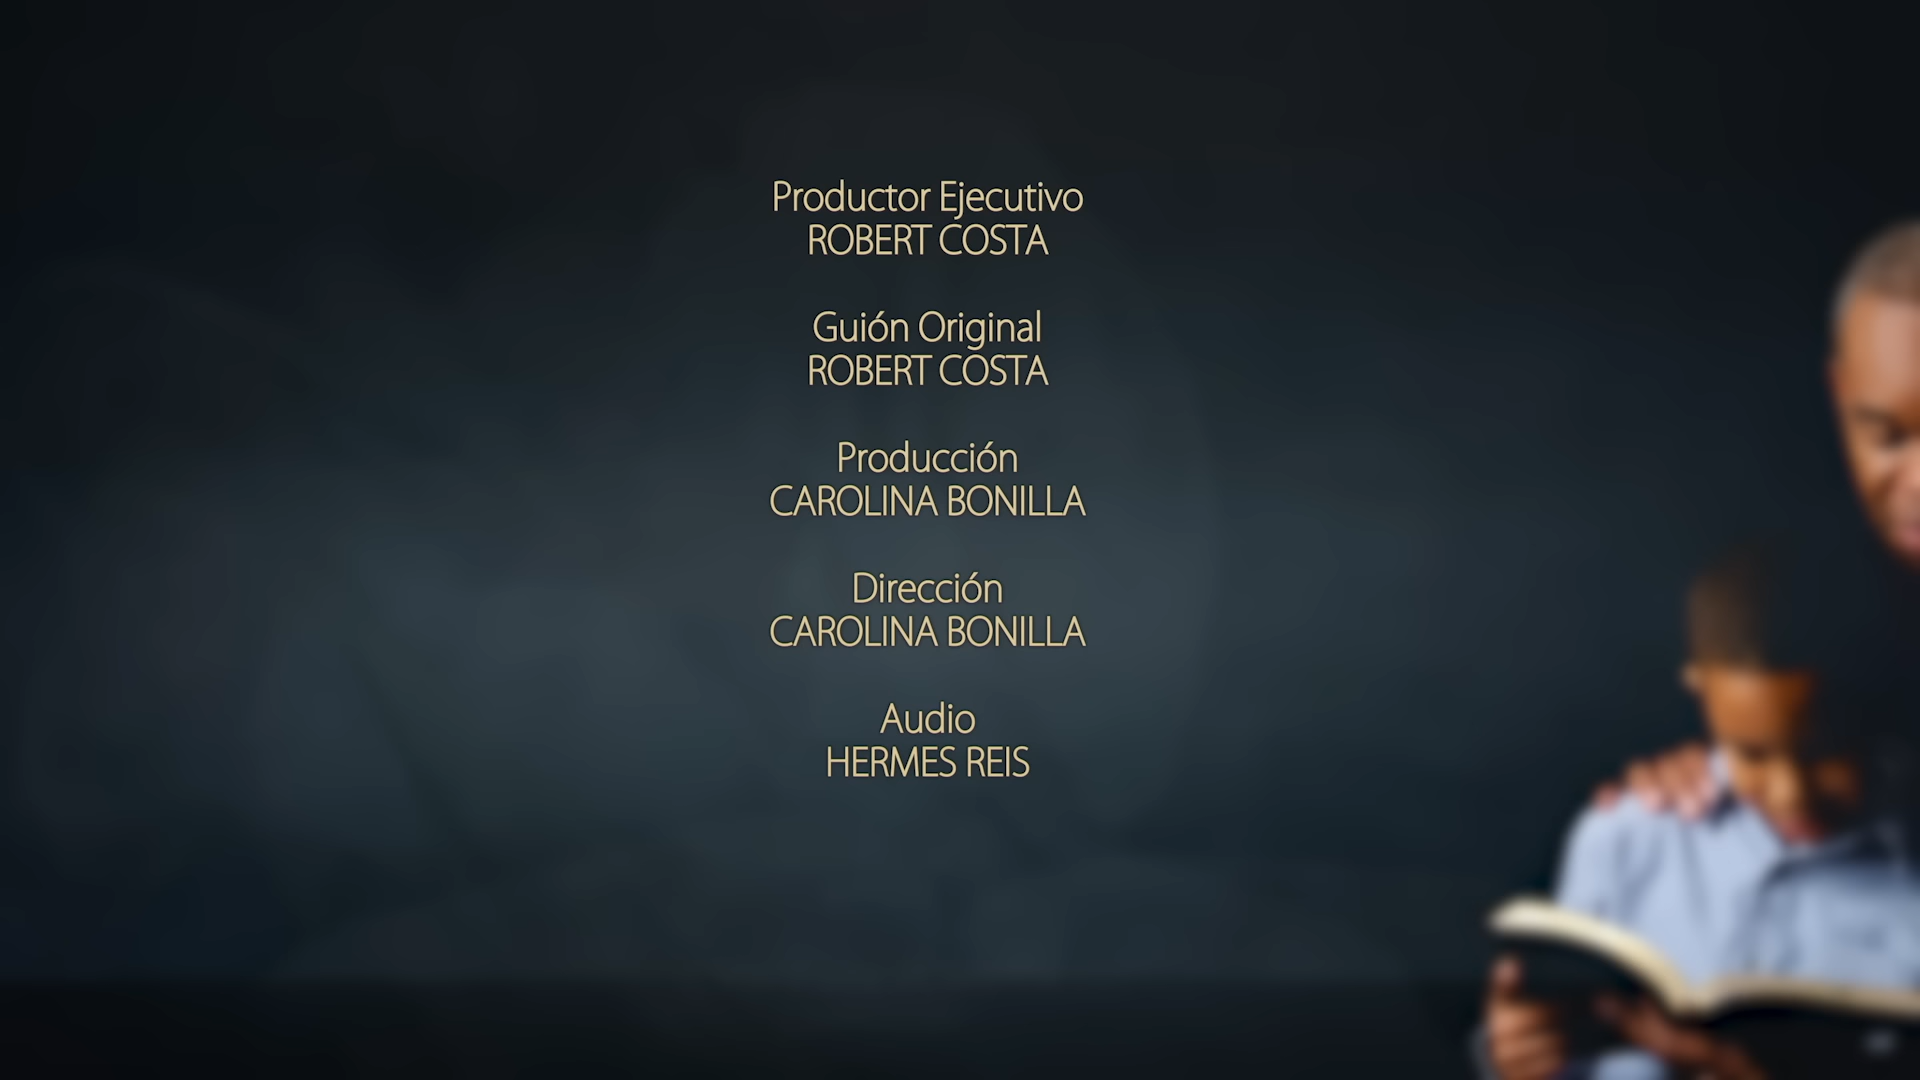 Productor Ejecutivo
ROBERT COSTA
Guión Original
ROBERT COSTA
Producción
CAROLINA BONILLA
Dirección
CAROLINA BONILLA
Audio
HERMES REIS